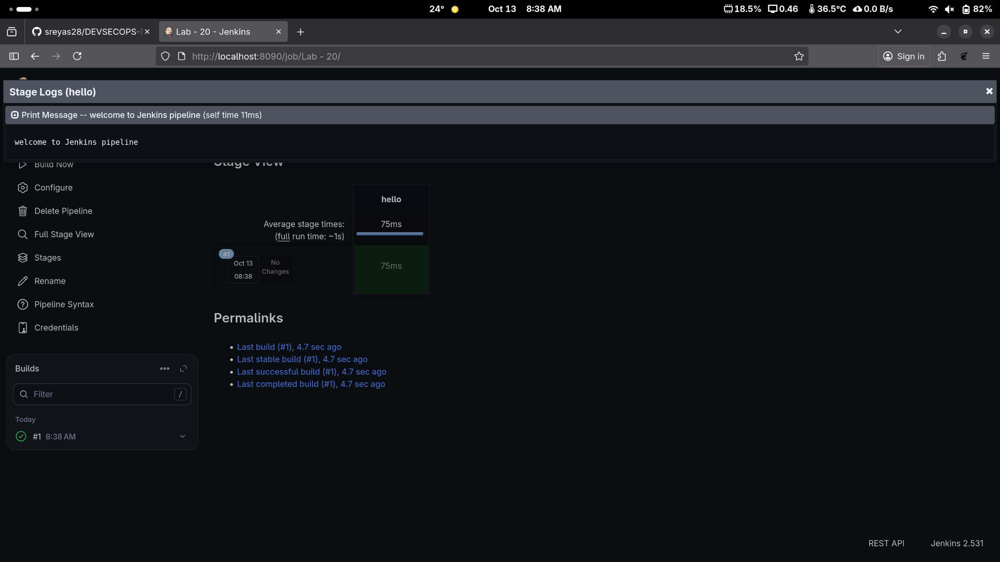 24° Oct 13 8:38 AM 18.5% 0.46 36.5°C 0.0 B/s 82%
sreyas28/DEVSECOPS- Lab - 20 - Jenkins
http://localhost:8090/job/Lab - 20/ Sign in
Stage Logs (hello)
Print Message -- welcome to Jenkins pipeline (self time 11ms)
welcome to Jenkins pipeline
Build Now
Configure
Delete Pipeline
Full Stage View
Stages
Rename
Pipeline Syntax
Credentials
Builds
Filter /
Today
#1 8:38 AM
Stage View
hello
Average stage times: 75ms
(full run time: ~1s)
#1
Oct 13
08:38
No
Changes
75ms
Permalinks
Last build (#1), 4.7 sec ago
Last stable build (#1), 4.7 sec ago
Last successful build (#1), 4.7 sec ago
Last completed build (#1), 4.7 sec ago
REST API Jenkins 2.531